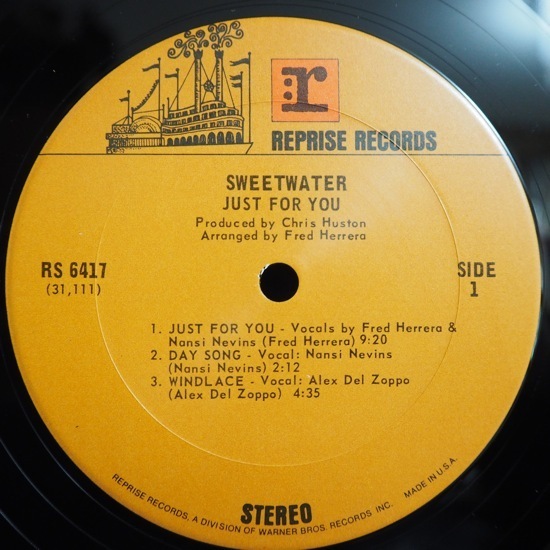 r:
REPRISE RECORDS
SWEETWATER
JUST FOR YOU
Produced by Chris Huston
Arranged by Fred Herrera
RS 6417
(31,111)
SIDE
1
1. JUST FOR YOU - Vocals by Fred Herrera &
Nansi Nevins (Fred Herrera) 9:20
2. DAY SONG - Vocal: Nansi Nevins
(Nansi Nevins) 2:12
3. WINDLACE - Vocal: Alex Del Zoppo
(Alex Del Zoppo) 4:35
STEREO
REPRISE RECORDS, A DIVISION OF WARNER BROS. RECORDS INC.
MADE IN U.S.A.